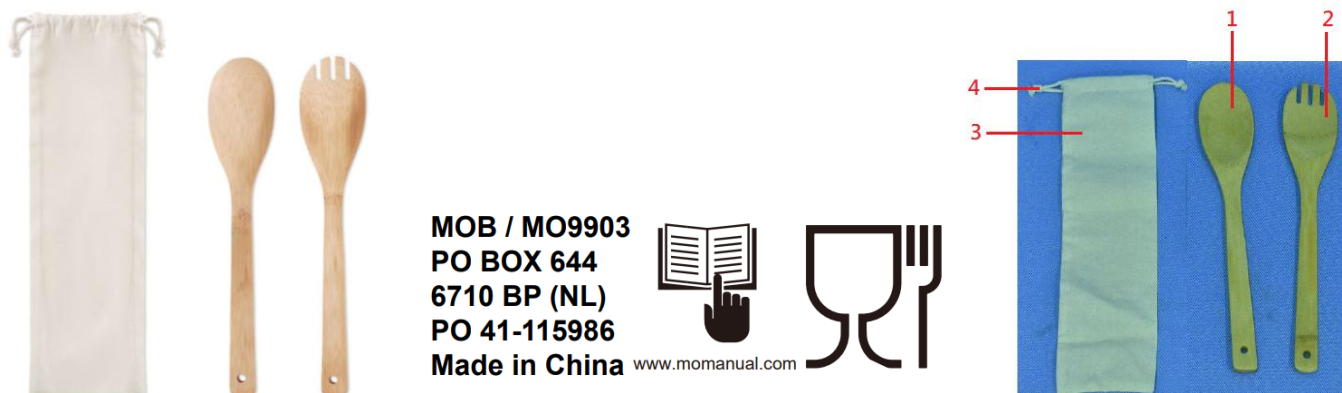 MOB / MO9903
PO BOX 644
6710 BP (NL)
PO 41-115986
Made in China
www.momanual.com
1
2
4
3